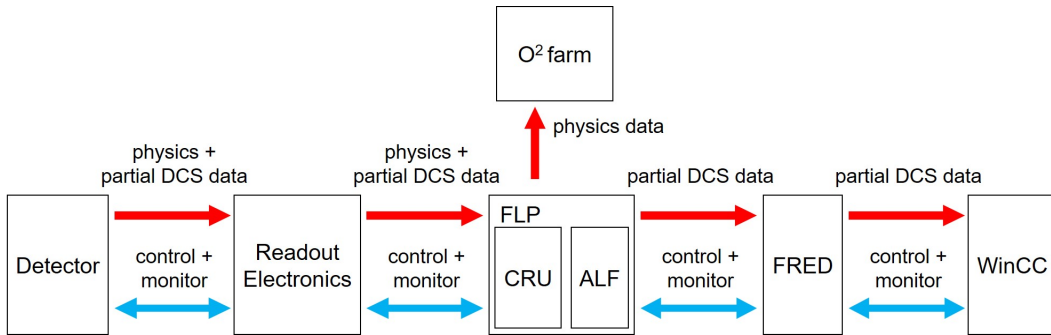 O² farm
physics data
physics +
partial DCS data
physics +
partial DCS data
partial DCS data
partial DCS data
Detector
control +
monitor
Readout
Electronics
control +
monitor
FLP
CRU
ALF
control +
monitor
FRED
control +
monitor
WinCC